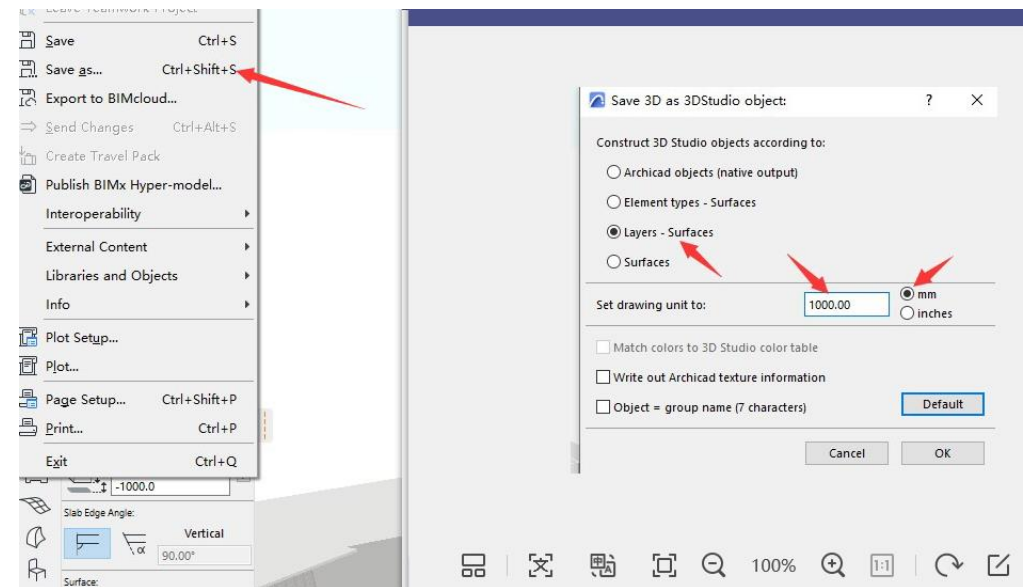 Leave Teamwork Project
Save Ctrl+S
Save as... Ctrl+Shift+S
Export to BIMcloud...
Send Changes Ctrl+Alt+S
Create Travel Pack
Publish BIMx Hyper-model...
Interoperability
External Content
Libraries and Objects
Info
Plot Setup...
Plot...
Page Setup... Ctrl+Shift+P
Print... Ctrl+P
Exit Ctrl+Q
-1000.0
Slab Edge Angle:
Vertical
α
90.00°
Surface:
Save 3D as 3DStudio object:
? X
Construct 3D Studio objects according to:
Archicad objects (native output)
Element types - Surfaces
Layers - Surfaces
Surfaces
Set drawing unit to: 1000.00 mm
inches
Match colors to 3D Studio color table
Write out Archicad texture information
Object = group name (7 characters)
Default
Cancel OK
文 中 A 100% 1:1